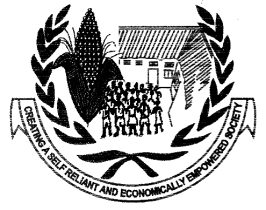 CREATING A SELF RELIANT AND ECONOMICALLY EMPOWERED SOCIETY